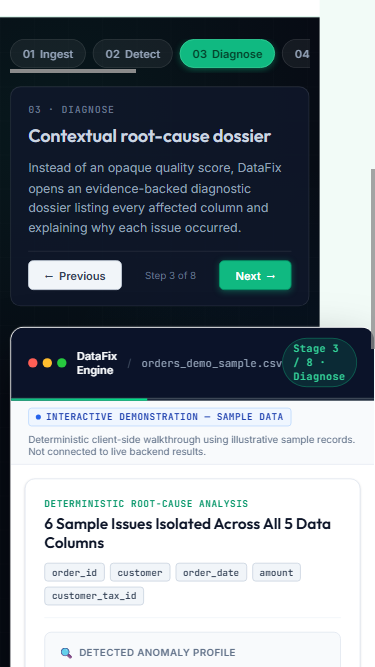 01 Ingest
02 Detect
03 Diagnose
04
03 · DIAGNOSE
Contextual root-cause dossier
Instead of an opaque quality score, DataFix
opens an evidence-backed diagnostic
dossier listing every affected column and
explaining why each issue occurred.
← Previous
Step 3 of 8
Next →
DataFix
Engine
/
orders_demo_sample.csv
Stage 3
/ 8 ·
Diagnose
INTERACTIVE DEMONSTRATION — SAMPLE DATA
Deterministic client-side walkthrough using illustrative sample records.
Not connected to live backend results.
DETERMINISTIC ROOT-CAUSE ANALYSIS
6 Sample Issues Isolated Across All 5 Data
Columns
order_id
customer
order_date
amount
customer_tax_id
DETECTED ANOMALY PROFILE